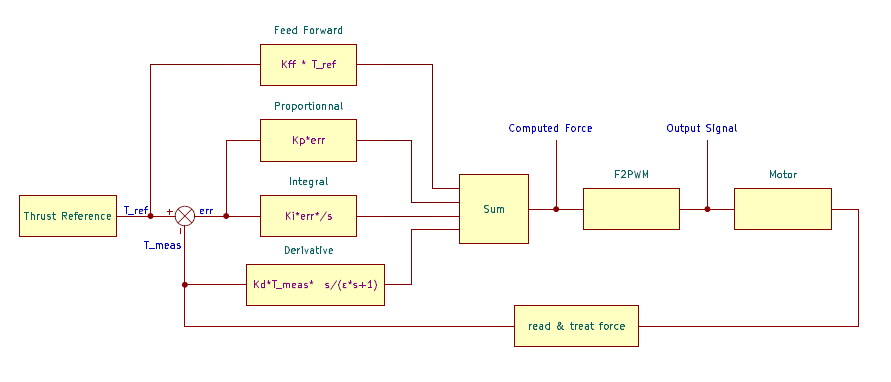 Feed Forward
Kff * T_ref
Proportionnal
Kp*err
Computed Force
Output Signal
Integral
F2PWM
Motor
Thrust Reference
T_ref
+
err
Ki*err*/s
Sum
-
T_meas
Derivative
Kd*T_meas* s/(ε*s+1)
read & treat force